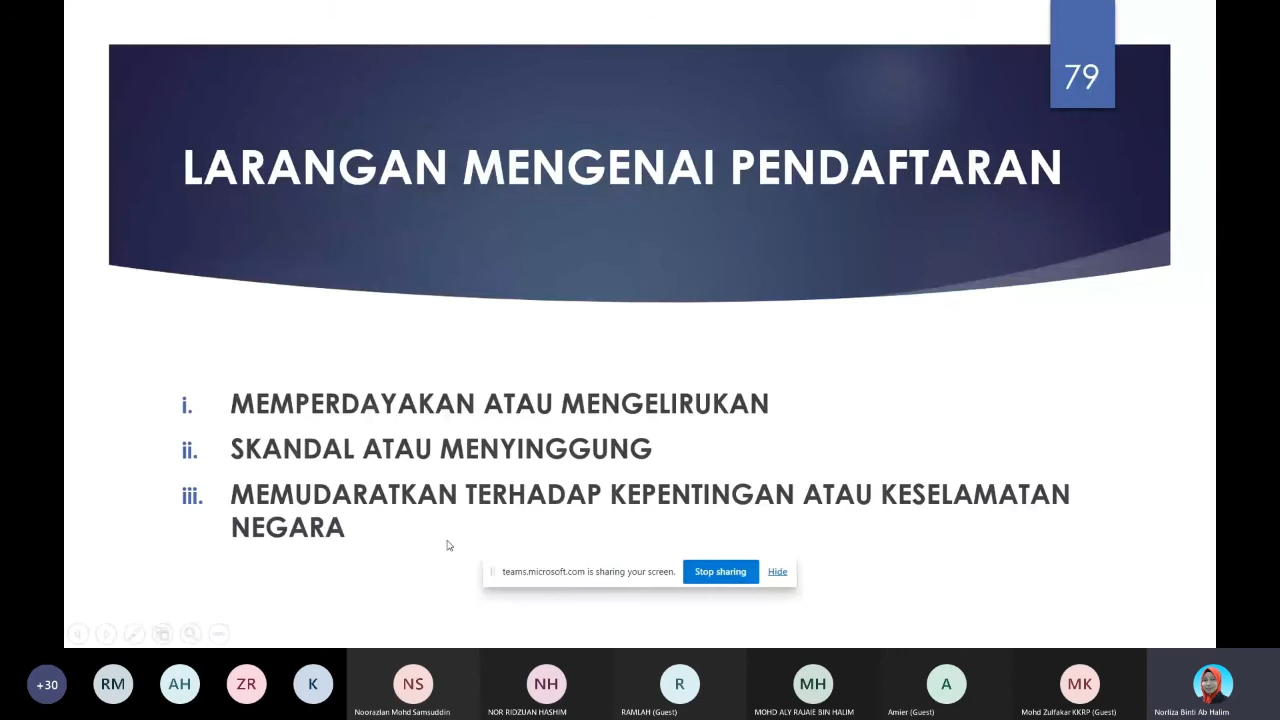 79
LARANGAN MENGENAI PENDAFTARAN
i. MEMPERDAYAKAN ATAU MENGELIRUKAN
ii. SKANDAL ATAU MENYINGGUNG
iii. MEMUDARATKAN TERHADAP KEPENTINGAN ATAU KESELAMATAN
NEGARA
teams.microsoft.com is sharing your screen. Stop sharing Hide
+30 RM AH ZR K NS NH R MH A MK
Noorazlan Mohd Samsuddin NOR RIDZUAN HASHIM RAMLAH (Guest) MOHD ALY RAJAIE BIN HALIM Amier (Guest) Mohd Zulfakar KKRP (Guest) Norliza Binti Ab Halim